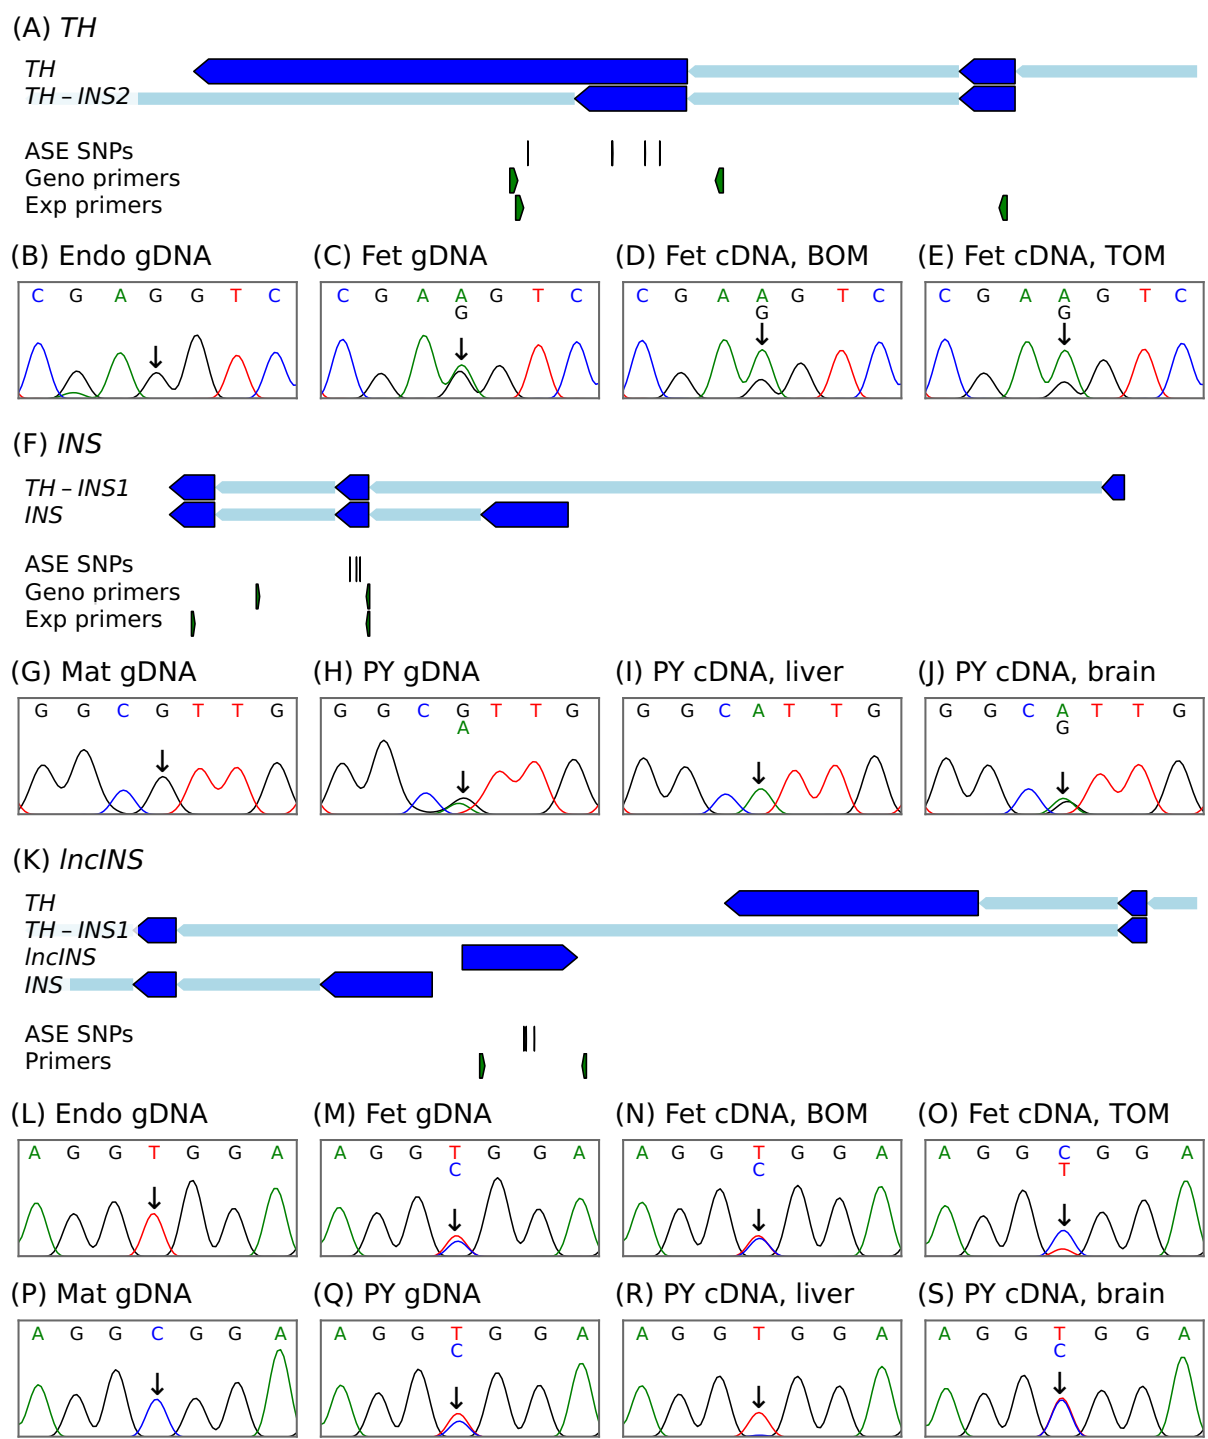 (A) TH
TH
TH – INS2
ASE SNPs
Geno primers
Exp primers
(B) Endo gDNA (C) Fet gDNA (D) Fet cDNA, BOM (E) Fet cDNA, TOM
C G A G G T C C G A A G T C C G A A G T C C G A A G T C
G G G
(F) INS
TH – INS1
INS
ASE SNPs
Geno primers
Exp primers
(G) Mat gDNA (H) PY gDNA (I) PY cDNA, liver (J) PY cDNA, brain
G G C G T T G G G C G T T G G G C A T T G G G C A T T G
A G
(K) lncINS
TH
TH – INS1
lncINS
INS
ASE SNPs
Primers
(L) Endo gDNA (M) Fet gDNA (N) Fet cDNA, BOM (O) Fet cDNA, TOM
A G G T G G A A G G T G G A A G G T G G A A G G C G G A
C C T
(P) Mat gDNA (Q) PY gDNA (R) PY cDNA, liver (S) PY cDNA, brain
A G G C G G A A G G T G G A A G G T G G A A G G T G G A
C C